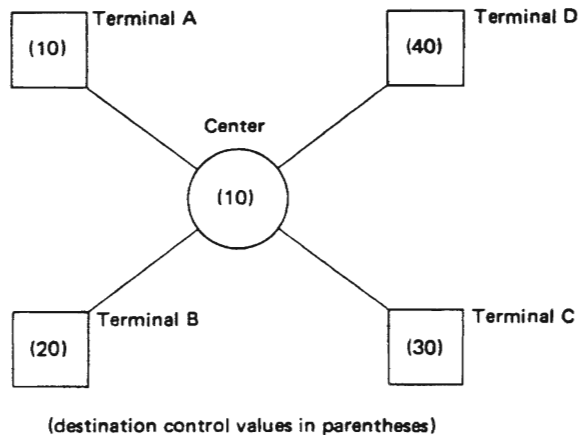 Terminal A
(10)
Terminal D
(40)
Center
(10)
Terminal B
(20)
Terminal C
(30)
(destination control values in parentheses)